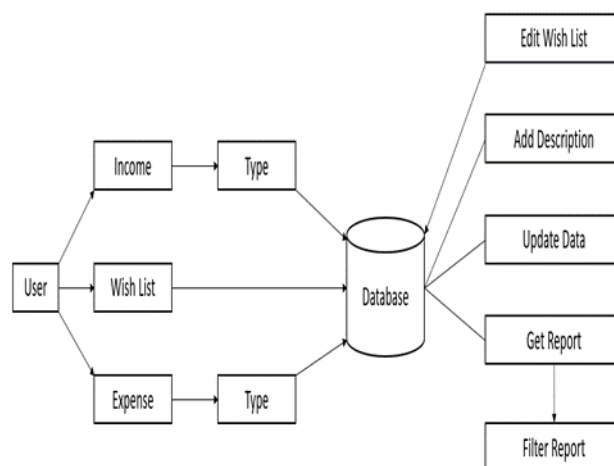 Edit Wish List
Income
Type
Add Description
User
Wish List
Database
Update Data
Expense
Type
Get Report
Filter Report